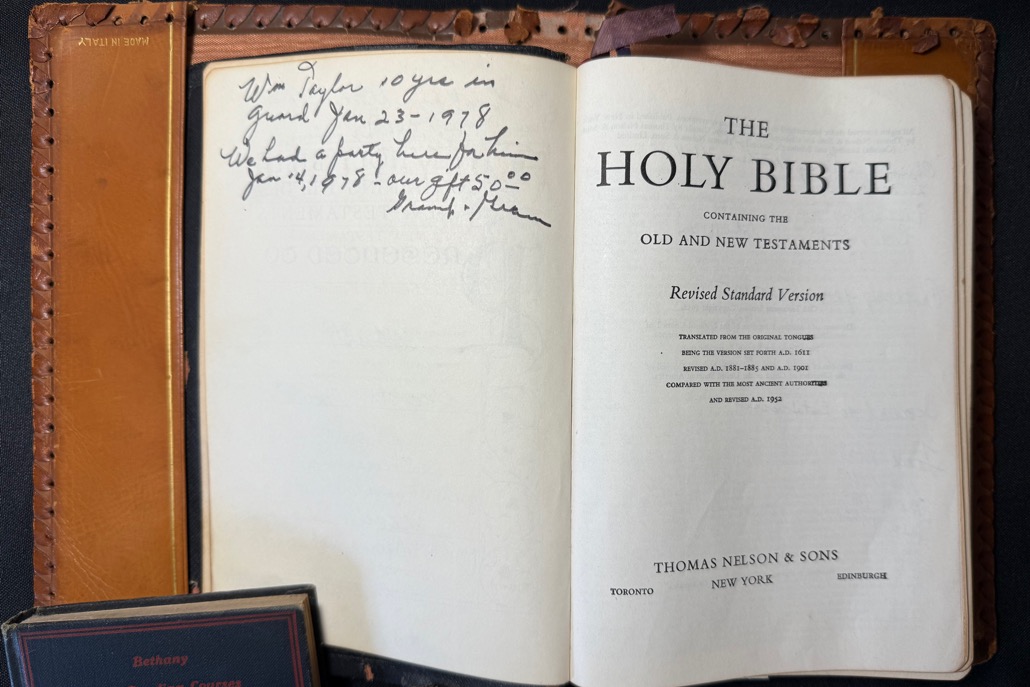 MADE IN ITALY
Wm Taylor 10 yrs in
Guard Jan 23-1978
We had a party here for him
Jan 14, 1978 - our gift 50.00
Gramp. & Gram
THE
HOLY BIBLE
CONTAINING THE
OLD AND NEW TESTAMENTS
Revised Standard Version
TRANSLATED FROM THE ORIGINAL TONGUES
BEING THE VERSION SET FORTH A.D. 1611
REVISED A.D. 1881-1885 AND A.D. 1901
COMPARED WITH THE MOST ANCIENT AUTHORITIES
AND REVISED A.D. 1952
THOMAS NELSON & SONS
TORONTO NEW YORK EDINBURGH
Bethany
Reading Courses